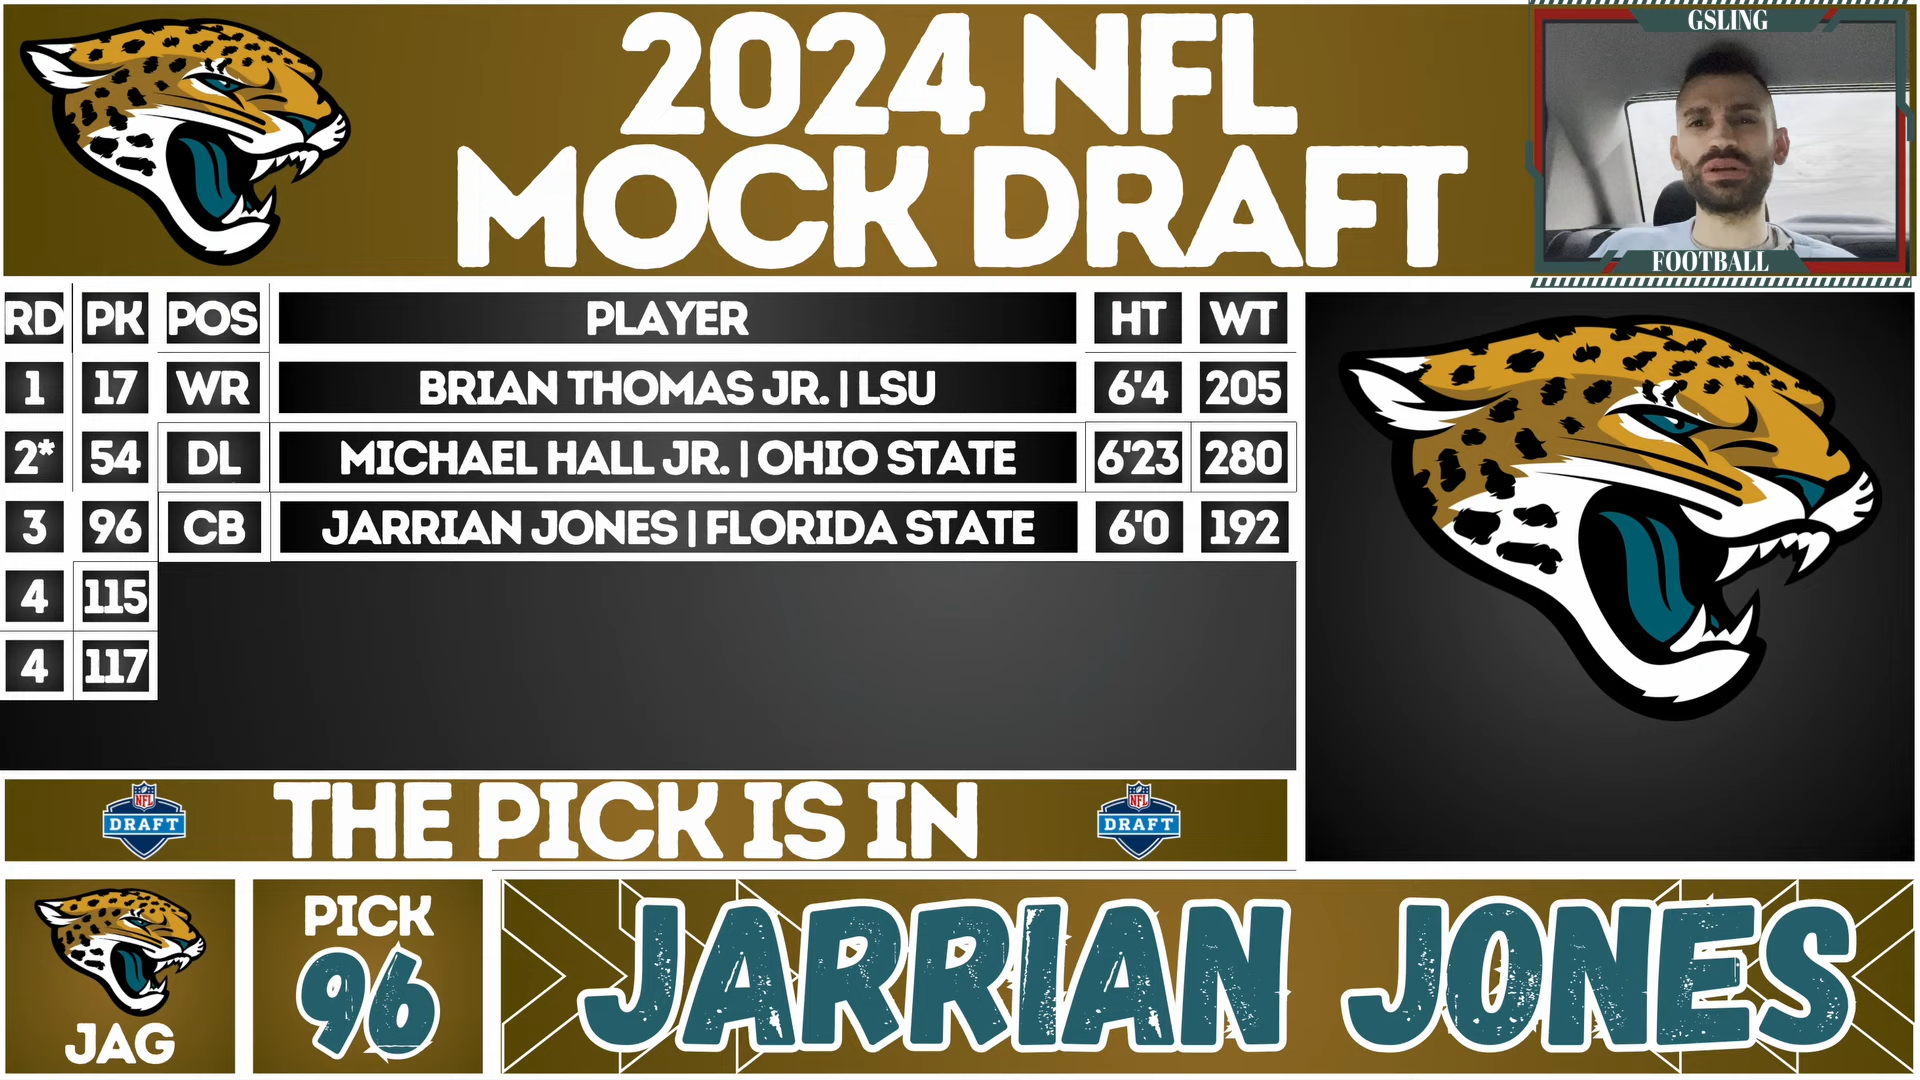 2024 NFL
MOCK DRAFT
GSLING
FOOTBALL
RD PK POS PLAYER HT WT
1 17 WR BRIAN THOMAS JR. | LSU 6'4 205
2* 54 DL MICHAEL HALL JR. | OHIO STATE 6'23 280
3 96 CB JARRIAN JONES | FLORIDA STATE 6'0 192
4 115
4 117
NFL
DRAFT
THE PICK IS IN
NFL
DRAFT
JAG
PICK
96
JARRIAN JONES